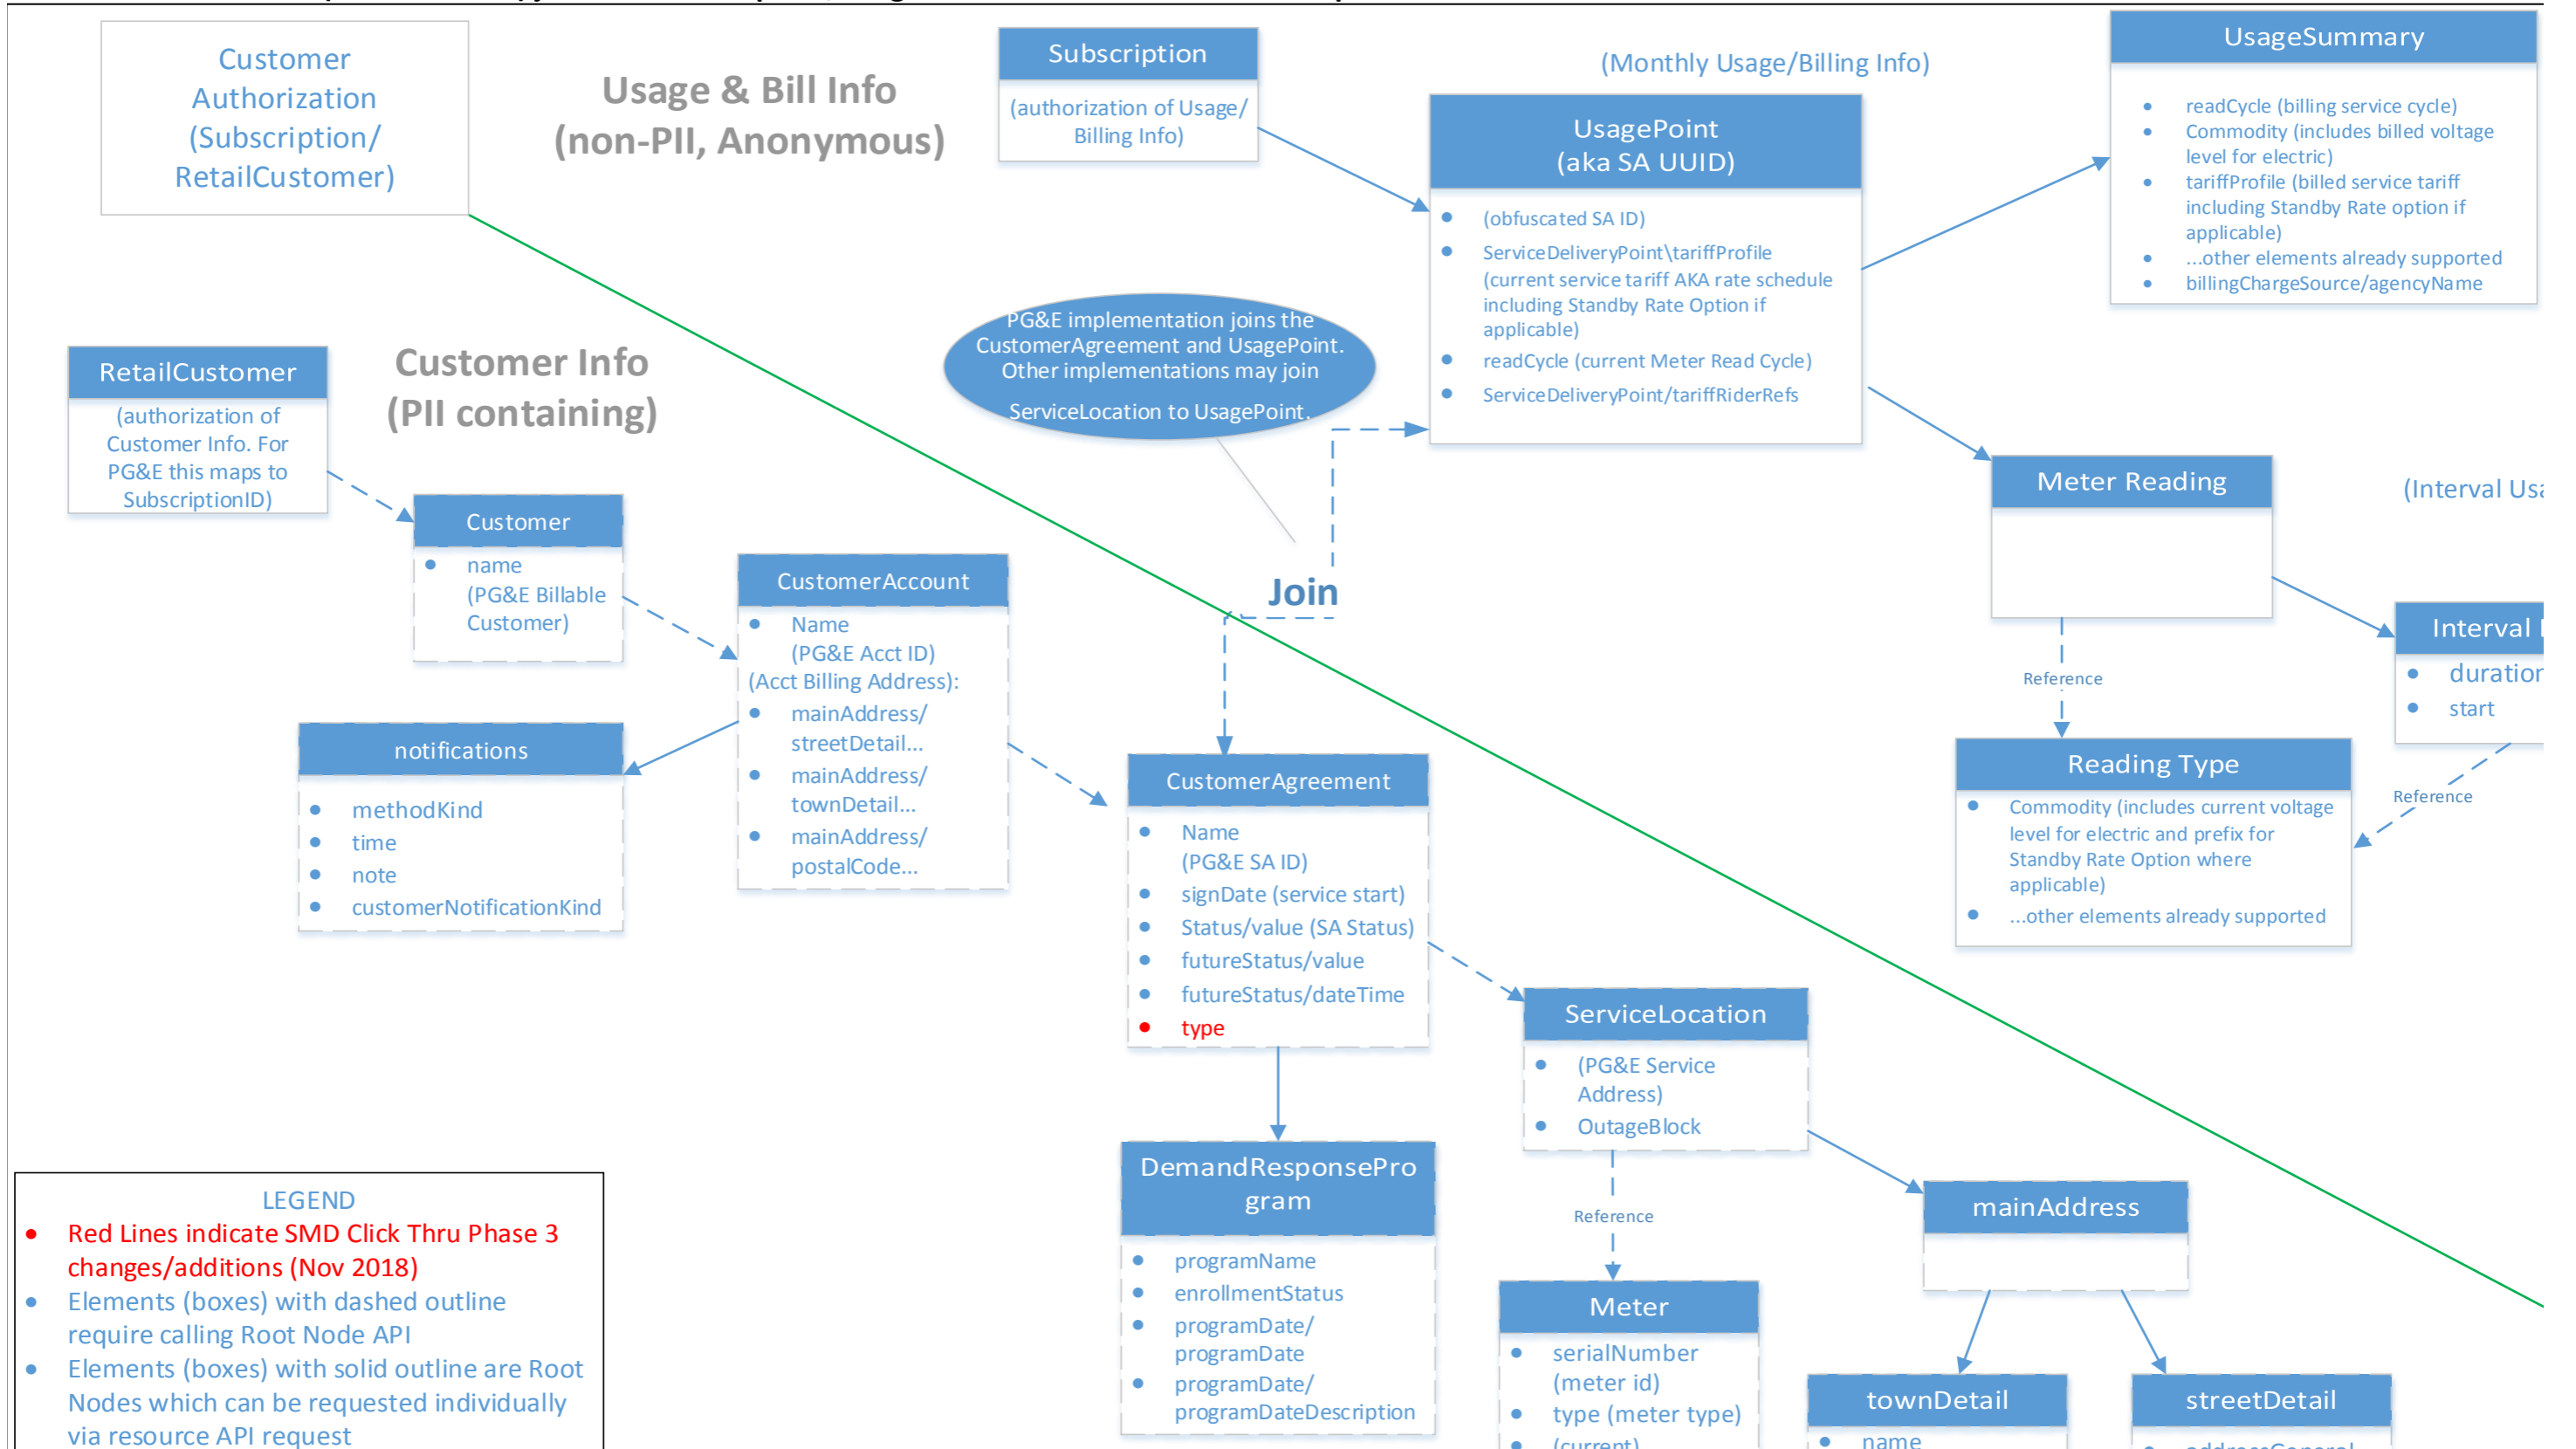 Customer
Authorization
(Subscription/
RetailCustomer)
Usage & Bill Info
(non-PII, Anonymous)
Subscription
(authorization of Usage/
Billing Info)
(Monthly Usage/Billing Info)
UsageSummary
readCycle (billing service cycle)
Commodity (includes billed voltage
level for electric)
tariffProfile (billed service tariff
including Standby Rate option if
applicable)
...other elements already supported
billingChargeSource/agencyName
UsagePoint
(aka SA UUID)
(obfuscated SA ID)
ServiceDeliveryPoint\tariffProfile
(current service tariff AKA rate schedule
including Standby Rate Option if
applicable)
readCycle (current Meter Read Cycle)
ServiceDeliveryPoint/tariffRiderRefs
PG&E implementation joins the
CustomerAgreement and UsagePoint.
Other implementations may join
ServiceLocation to UsagePoint.
RetailCustomer
(authorization of
Customer Info. For
PG&E this maps to
SubscriptionID)
Customer Info
(PII containing)
Customer
name
(PG&E Billable
Customer)
CustomerAccount
Name
(PG&E Acct ID)
(Acct Billing Address):
mainAddress/
streetDetail...
mainAddress/
townDetail...
mainAddress/
postalCode...
Join
Meter Reading
(Interval
Interval
duration
start
Reference
Reading Type
Commodity (includes current voltage
level for electric and prefix for
Standby Rate Option where
applicable)
...other elements already supported
Reference
notifications
methodKind
time
note
customerNotificationKind
CustomerAgreement
Name
(PG&E SA ID)
signDate (service start)
Status/value (SA Status)
futureStatus/value
futureStatus/dateTime
type
ServiceLocation
(PG&E Service
Address)
OutageBlock
DemandResponsePro
gram
programName
enrollmentStatus
programDate/
programDate
programDate/
programDateDescription
Reference
Meter
serialNumber
(meter id)
type (meter type)
(current)
mainAddress
townDetail
name
streetDetail
addressGeneral
LEGEND
Red Lines indicate SMD Click Thru Phase 3
changes/additions (Nov 2018)
Elements (boxes) with dashed outline
require calling Root Node API
Elements (boxes) with solid outline are Root
Nodes which can be requested individually
via resource API request